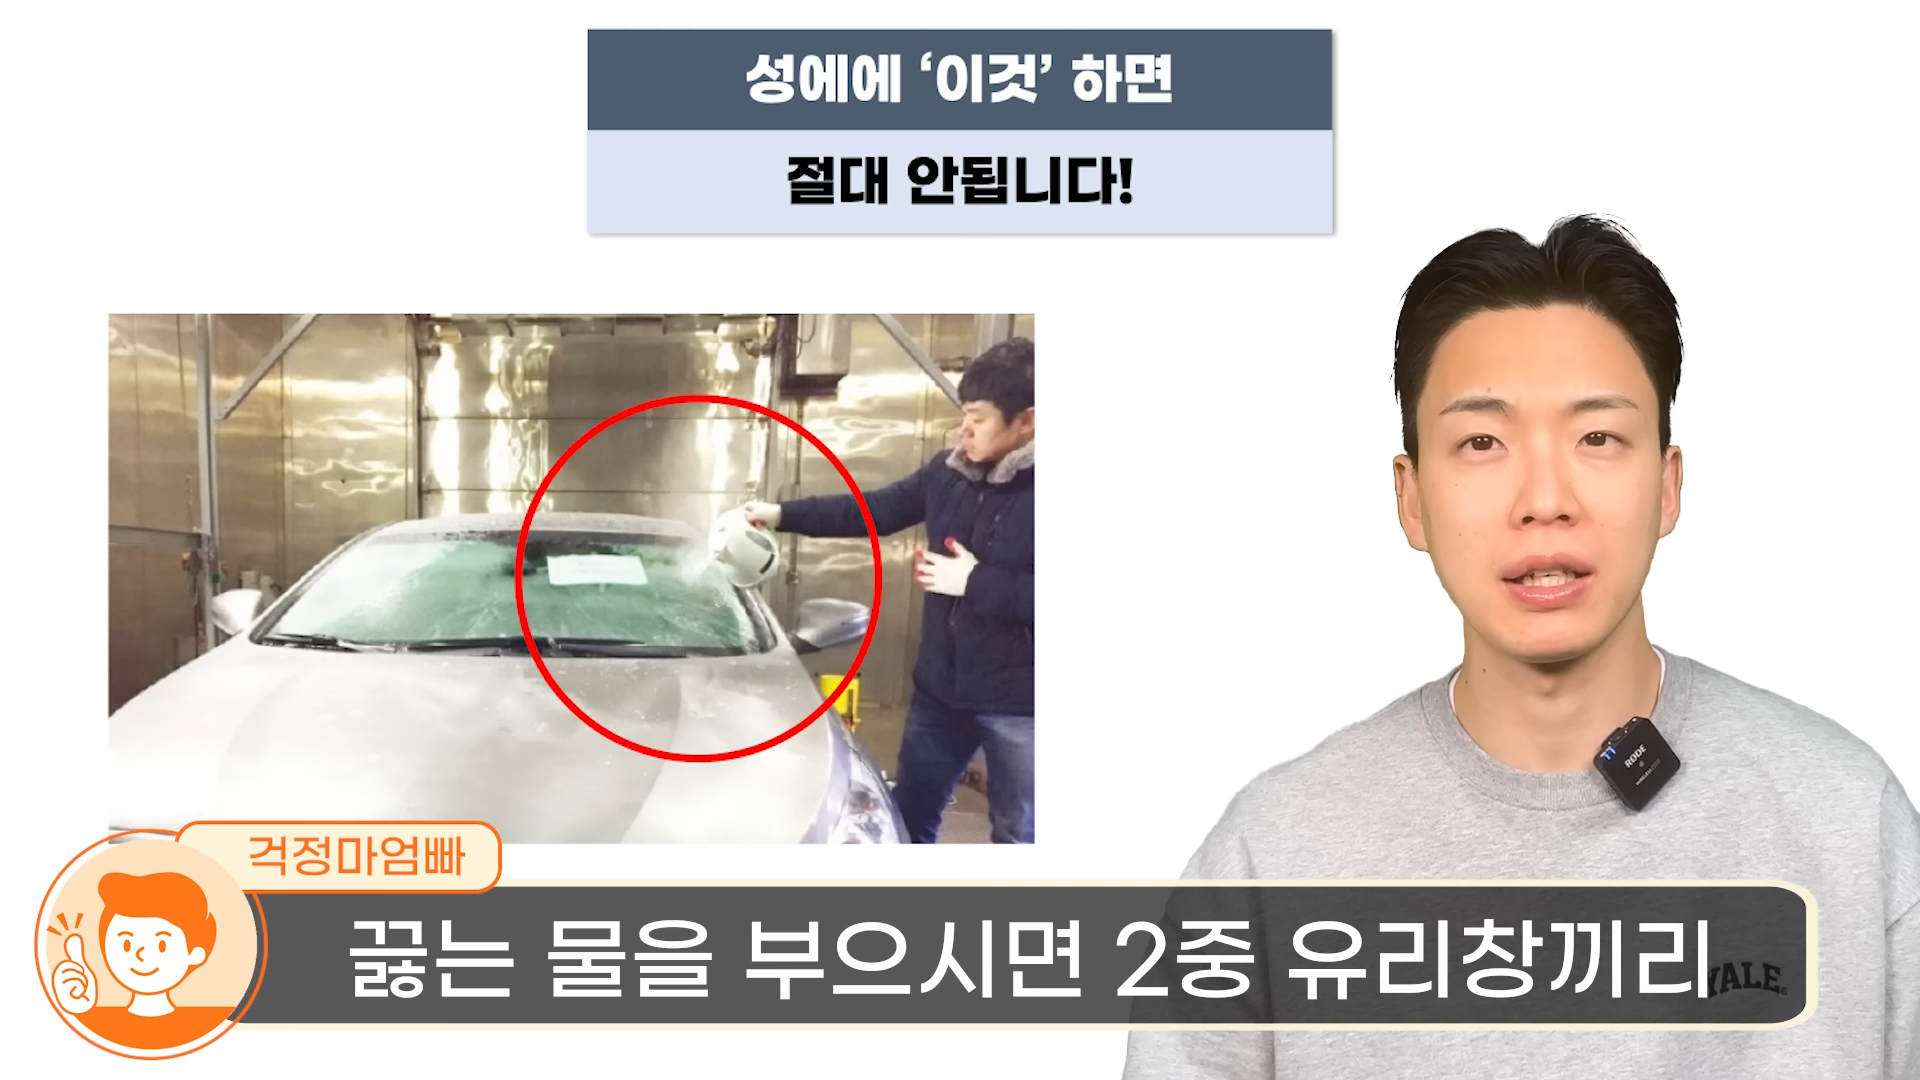 성에에 ‘이것’ 하면
절대 안됩니다!
RØDE
걱정마엄빠
끓는 물을 부으시면 2중 유리창끼리
YALE